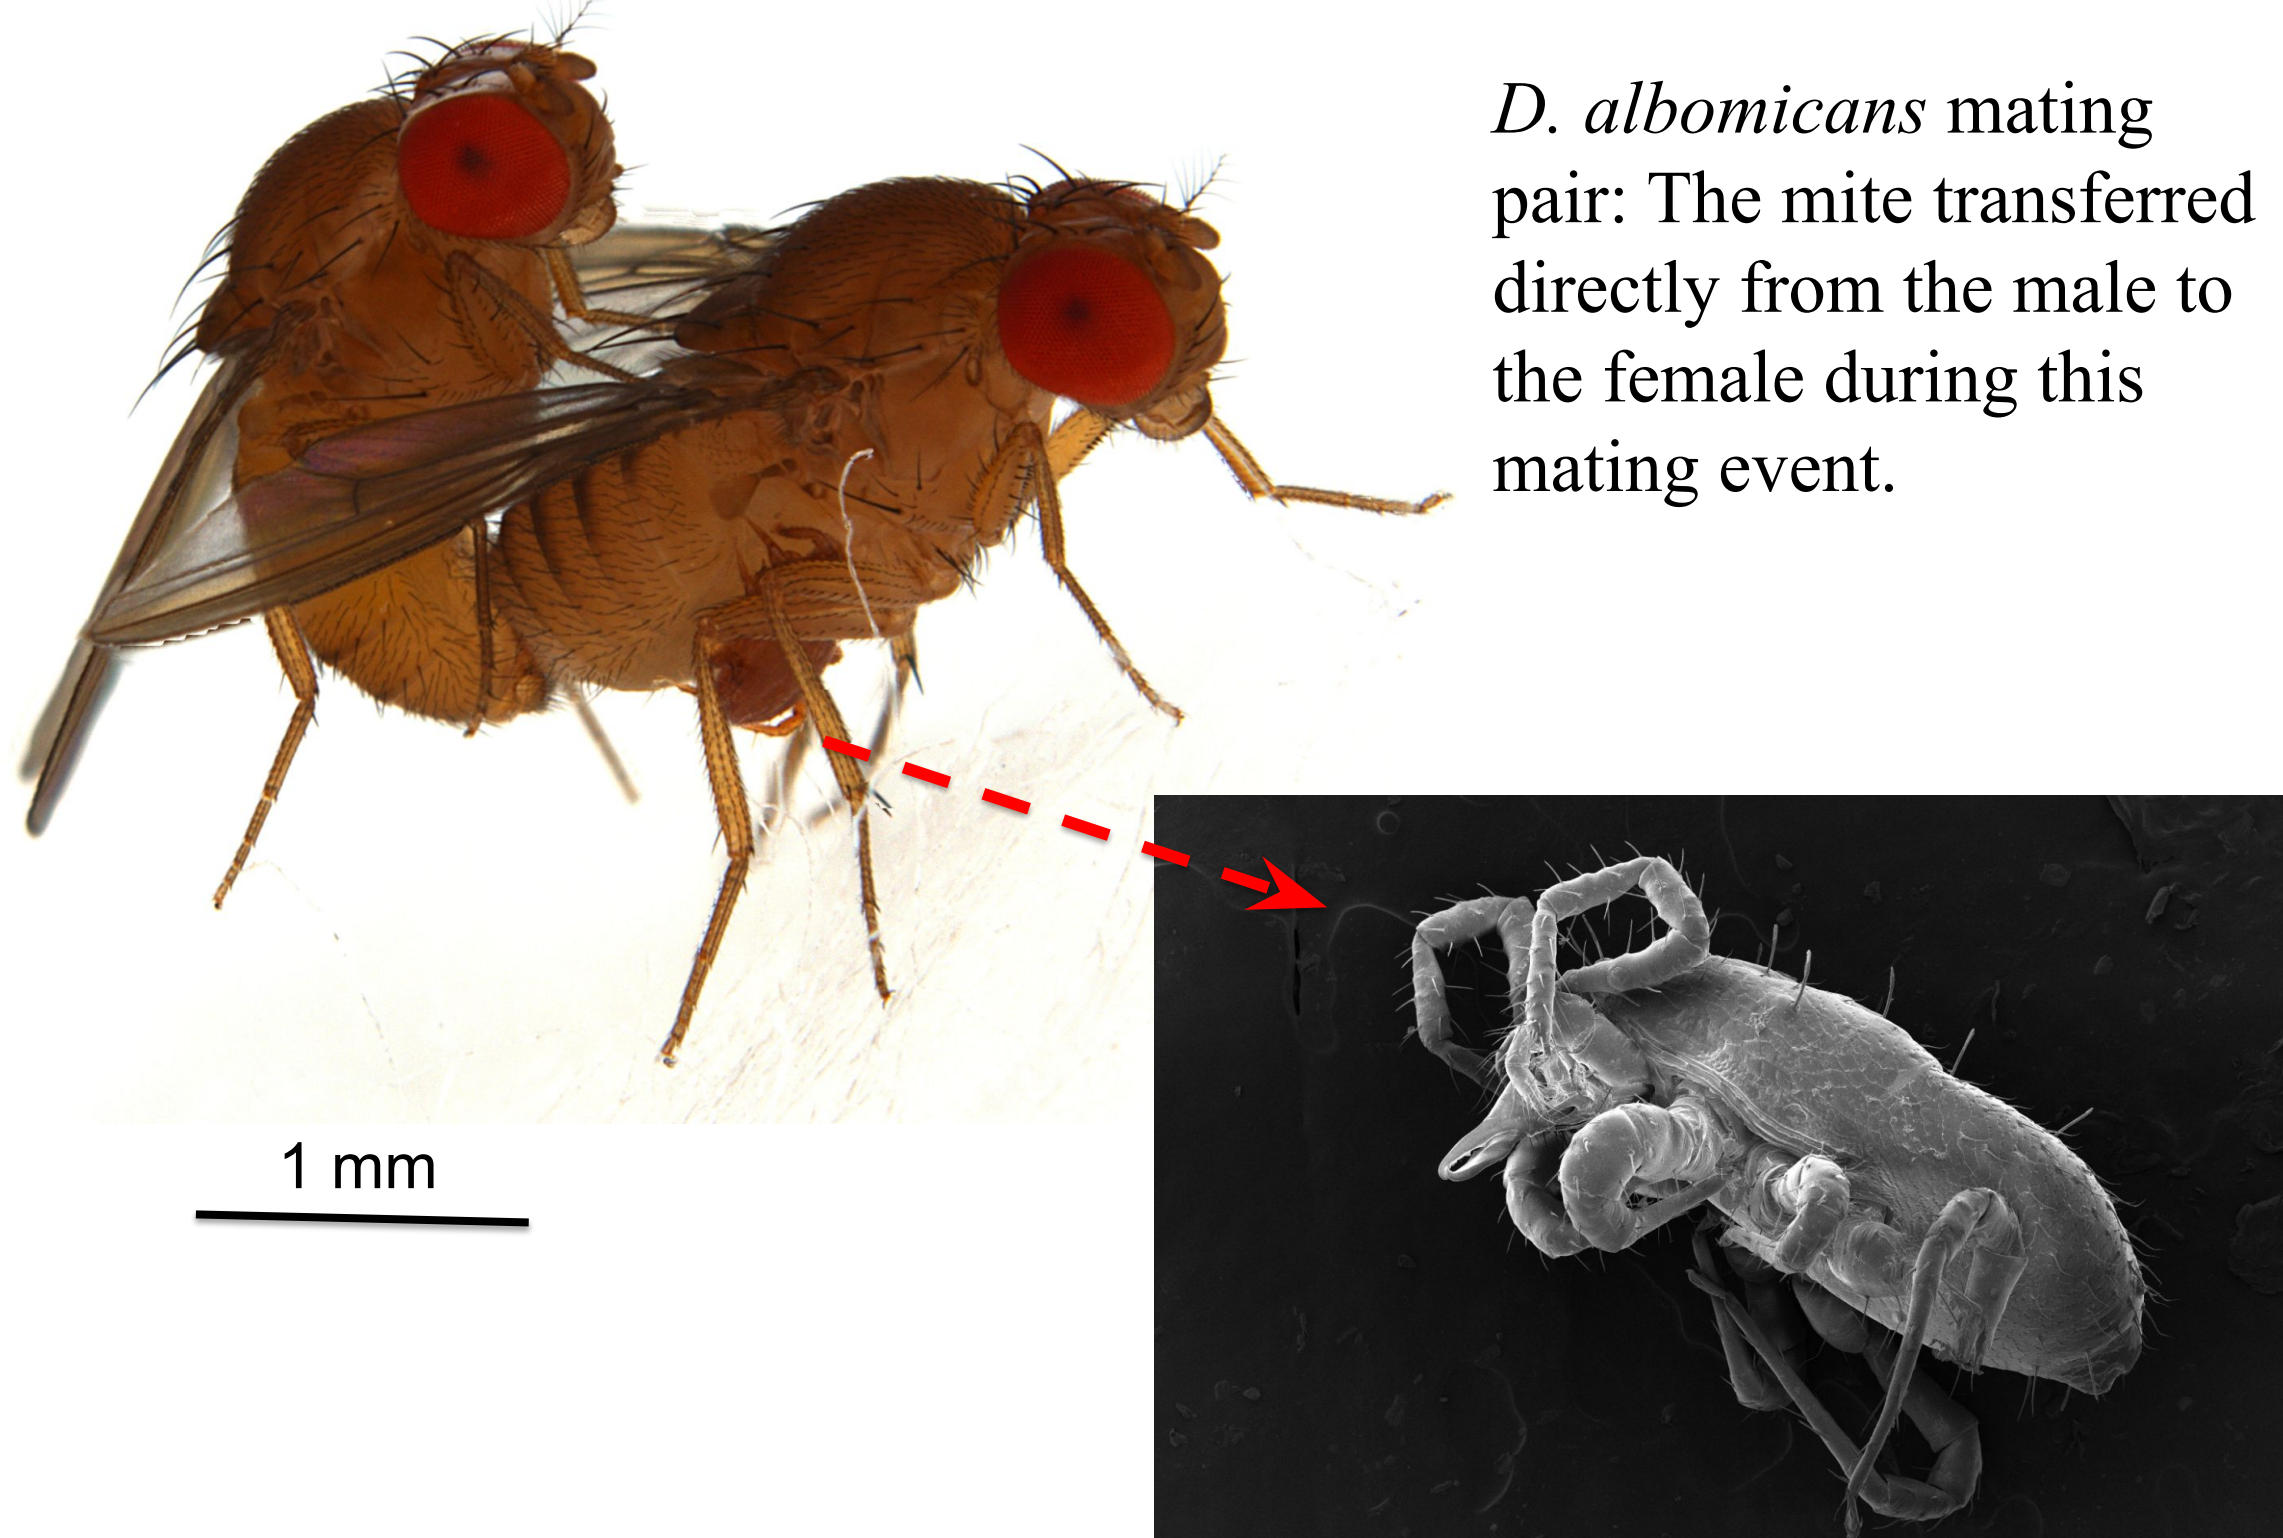 D. albomicans mating
pair: The mite transferred
directly from the male to
the female during this
mating event.
1 mm